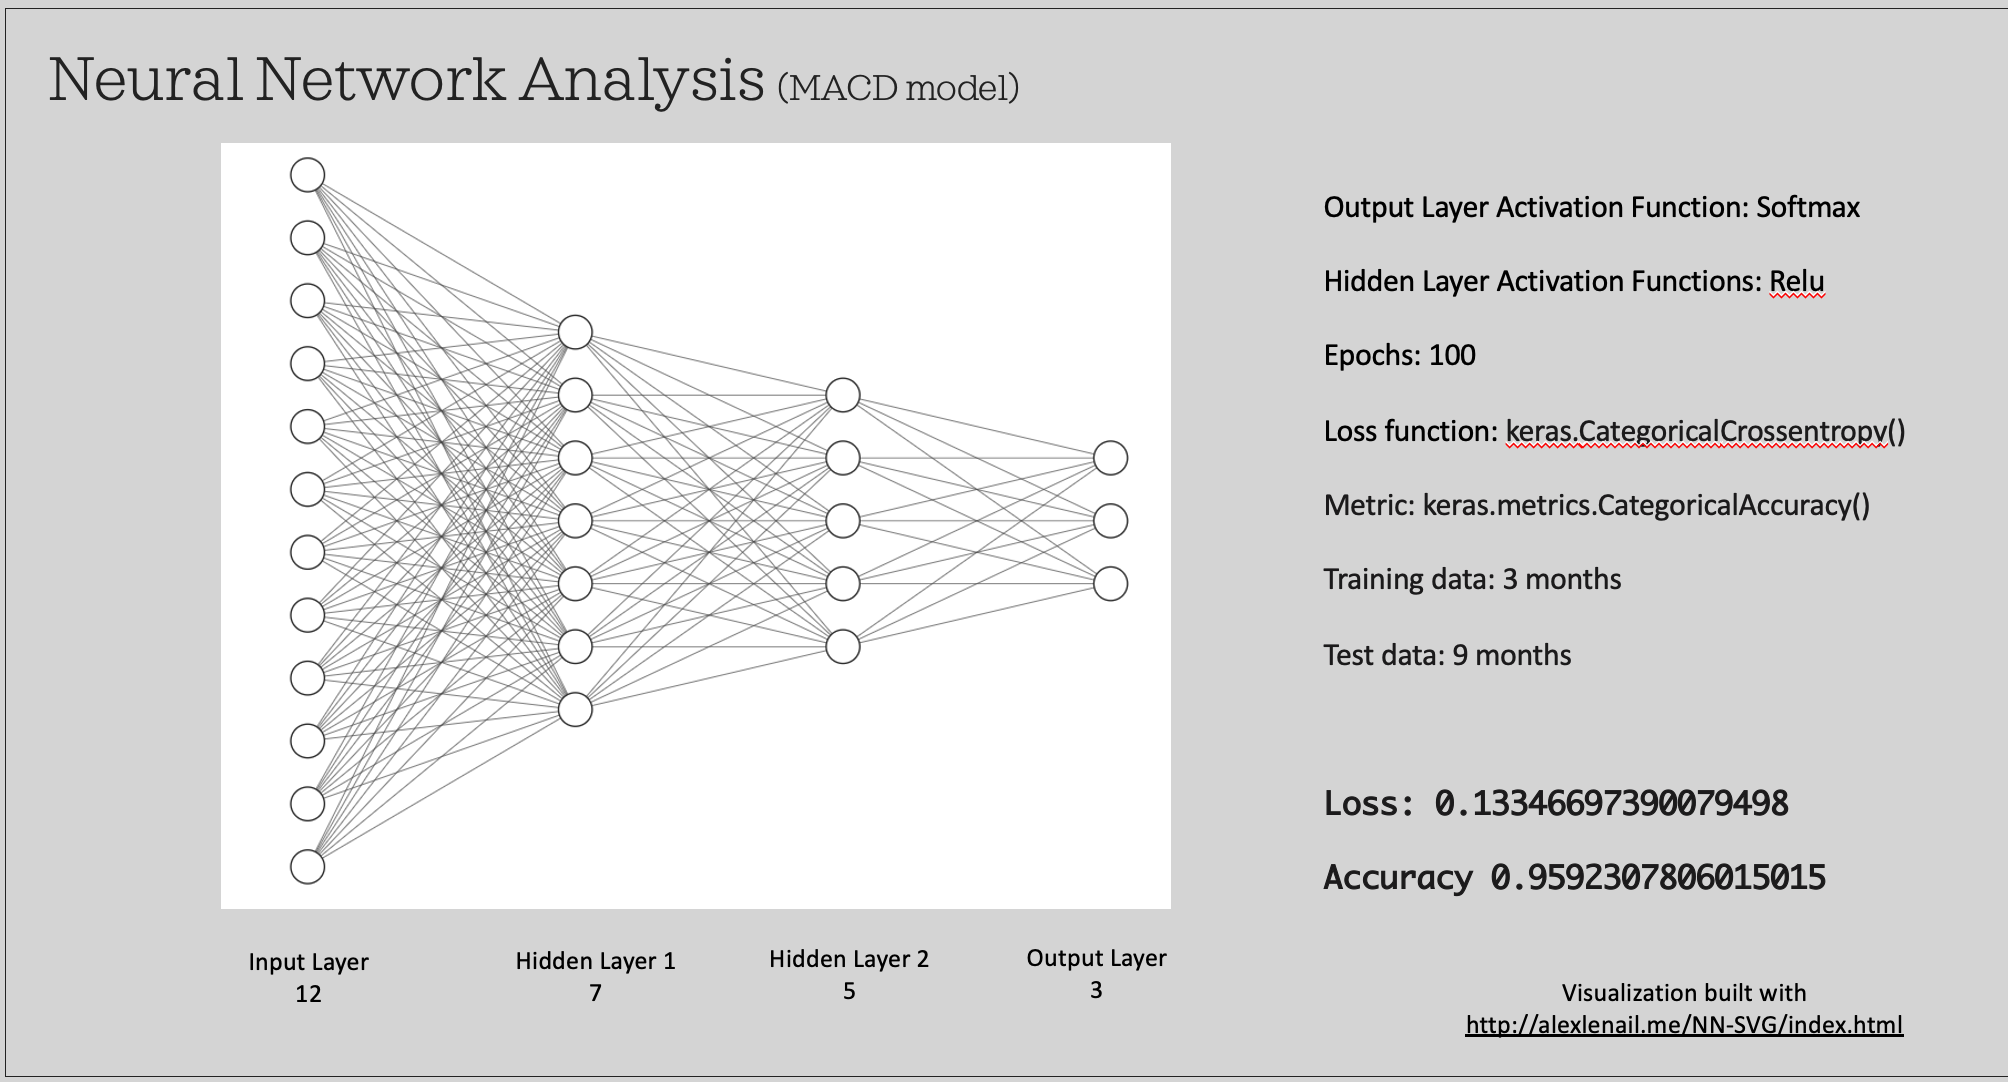 Neural Network Analysis (MACD model)
Output Layer Activation Function: Softmax
Hidden Layer Activation Functions: Relu
Epochs: 100
Loss function: keras.CategoricalCrossentropy()
Metric: keras.metrics.CategoricalAccuracy()
Training data: 3 months
Test data: 9 months
Loss: 0.13346697390079498
Accuracy 0.9592307806015015
Input Layer
12
Hidden Layer 1
7
Hidden Layer 2
5
Output Layer
3
Visualization built with
http://alexlenail.me/NN-SVG/index.html